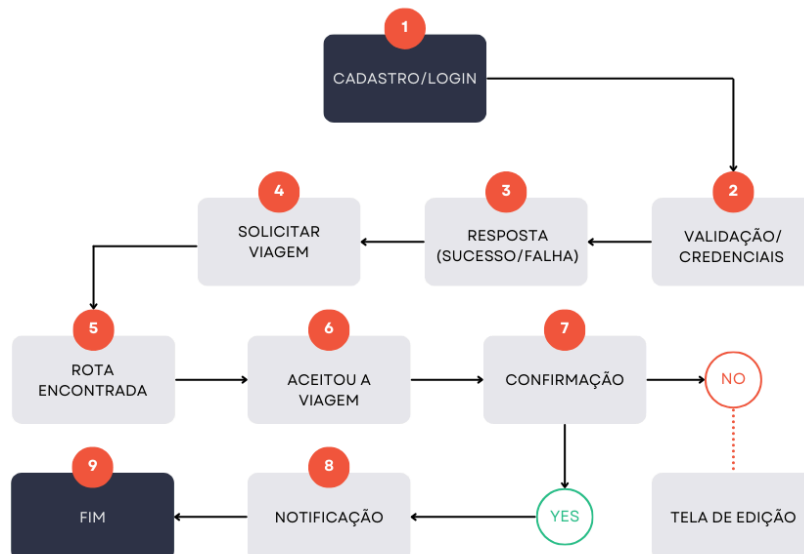 1
CADASTRO/LOGIN
2
VALIDAÇÃO/
CREDENCIAIS
3
RESPOSTA
(SUCESSO/FALHA)
4
SOLICITAR
VIAGEM
5
ROTA
ENCONTRADA
6
ACEITOU A
VIAGEM
7
CONFIRMAÇÃO
NO
TELA DE EDIÇÃO
YES
8
NOTIFICAÇÃO
9
FIM